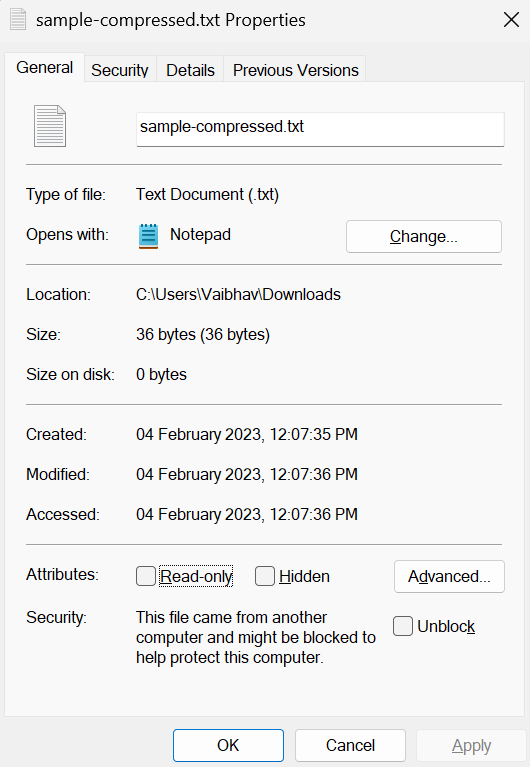 sample-compressed.txt Properties
General Security Details Previous Versions
sample-compressed.txt
Type of file: Text Document (.txt)
Opens with: Notepad Change...
Location: C:\Users\Vaibhav\Downloads
Size: 36 bytes (36 bytes)
Size on disk: 0 bytes
Created: 04 February 2023, 12:07:35 PM
Modified: 04 February 2023, 12:07:36 PM
Accessed: 04 February 2023, 12:07:36 PM
Attributes: Read-only Hidden Advanced...
Security: This file came from another
computer and might be blocked to
help protect this computer.
Unblock
OK Cancel Apply